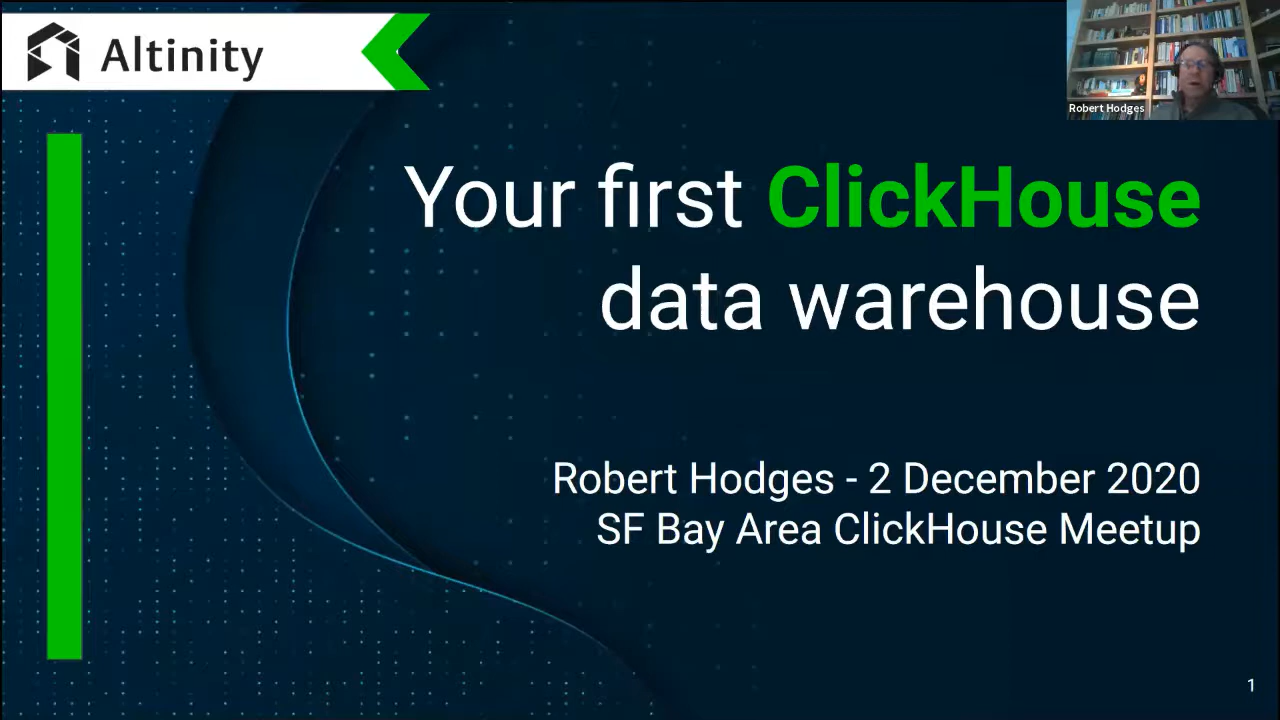 Altinity
Robert Hodges
Your first ClickHouse
data warehouse
Robert Hodges - 2 December 2020
SF Bay Area ClickHouse Meetup
1